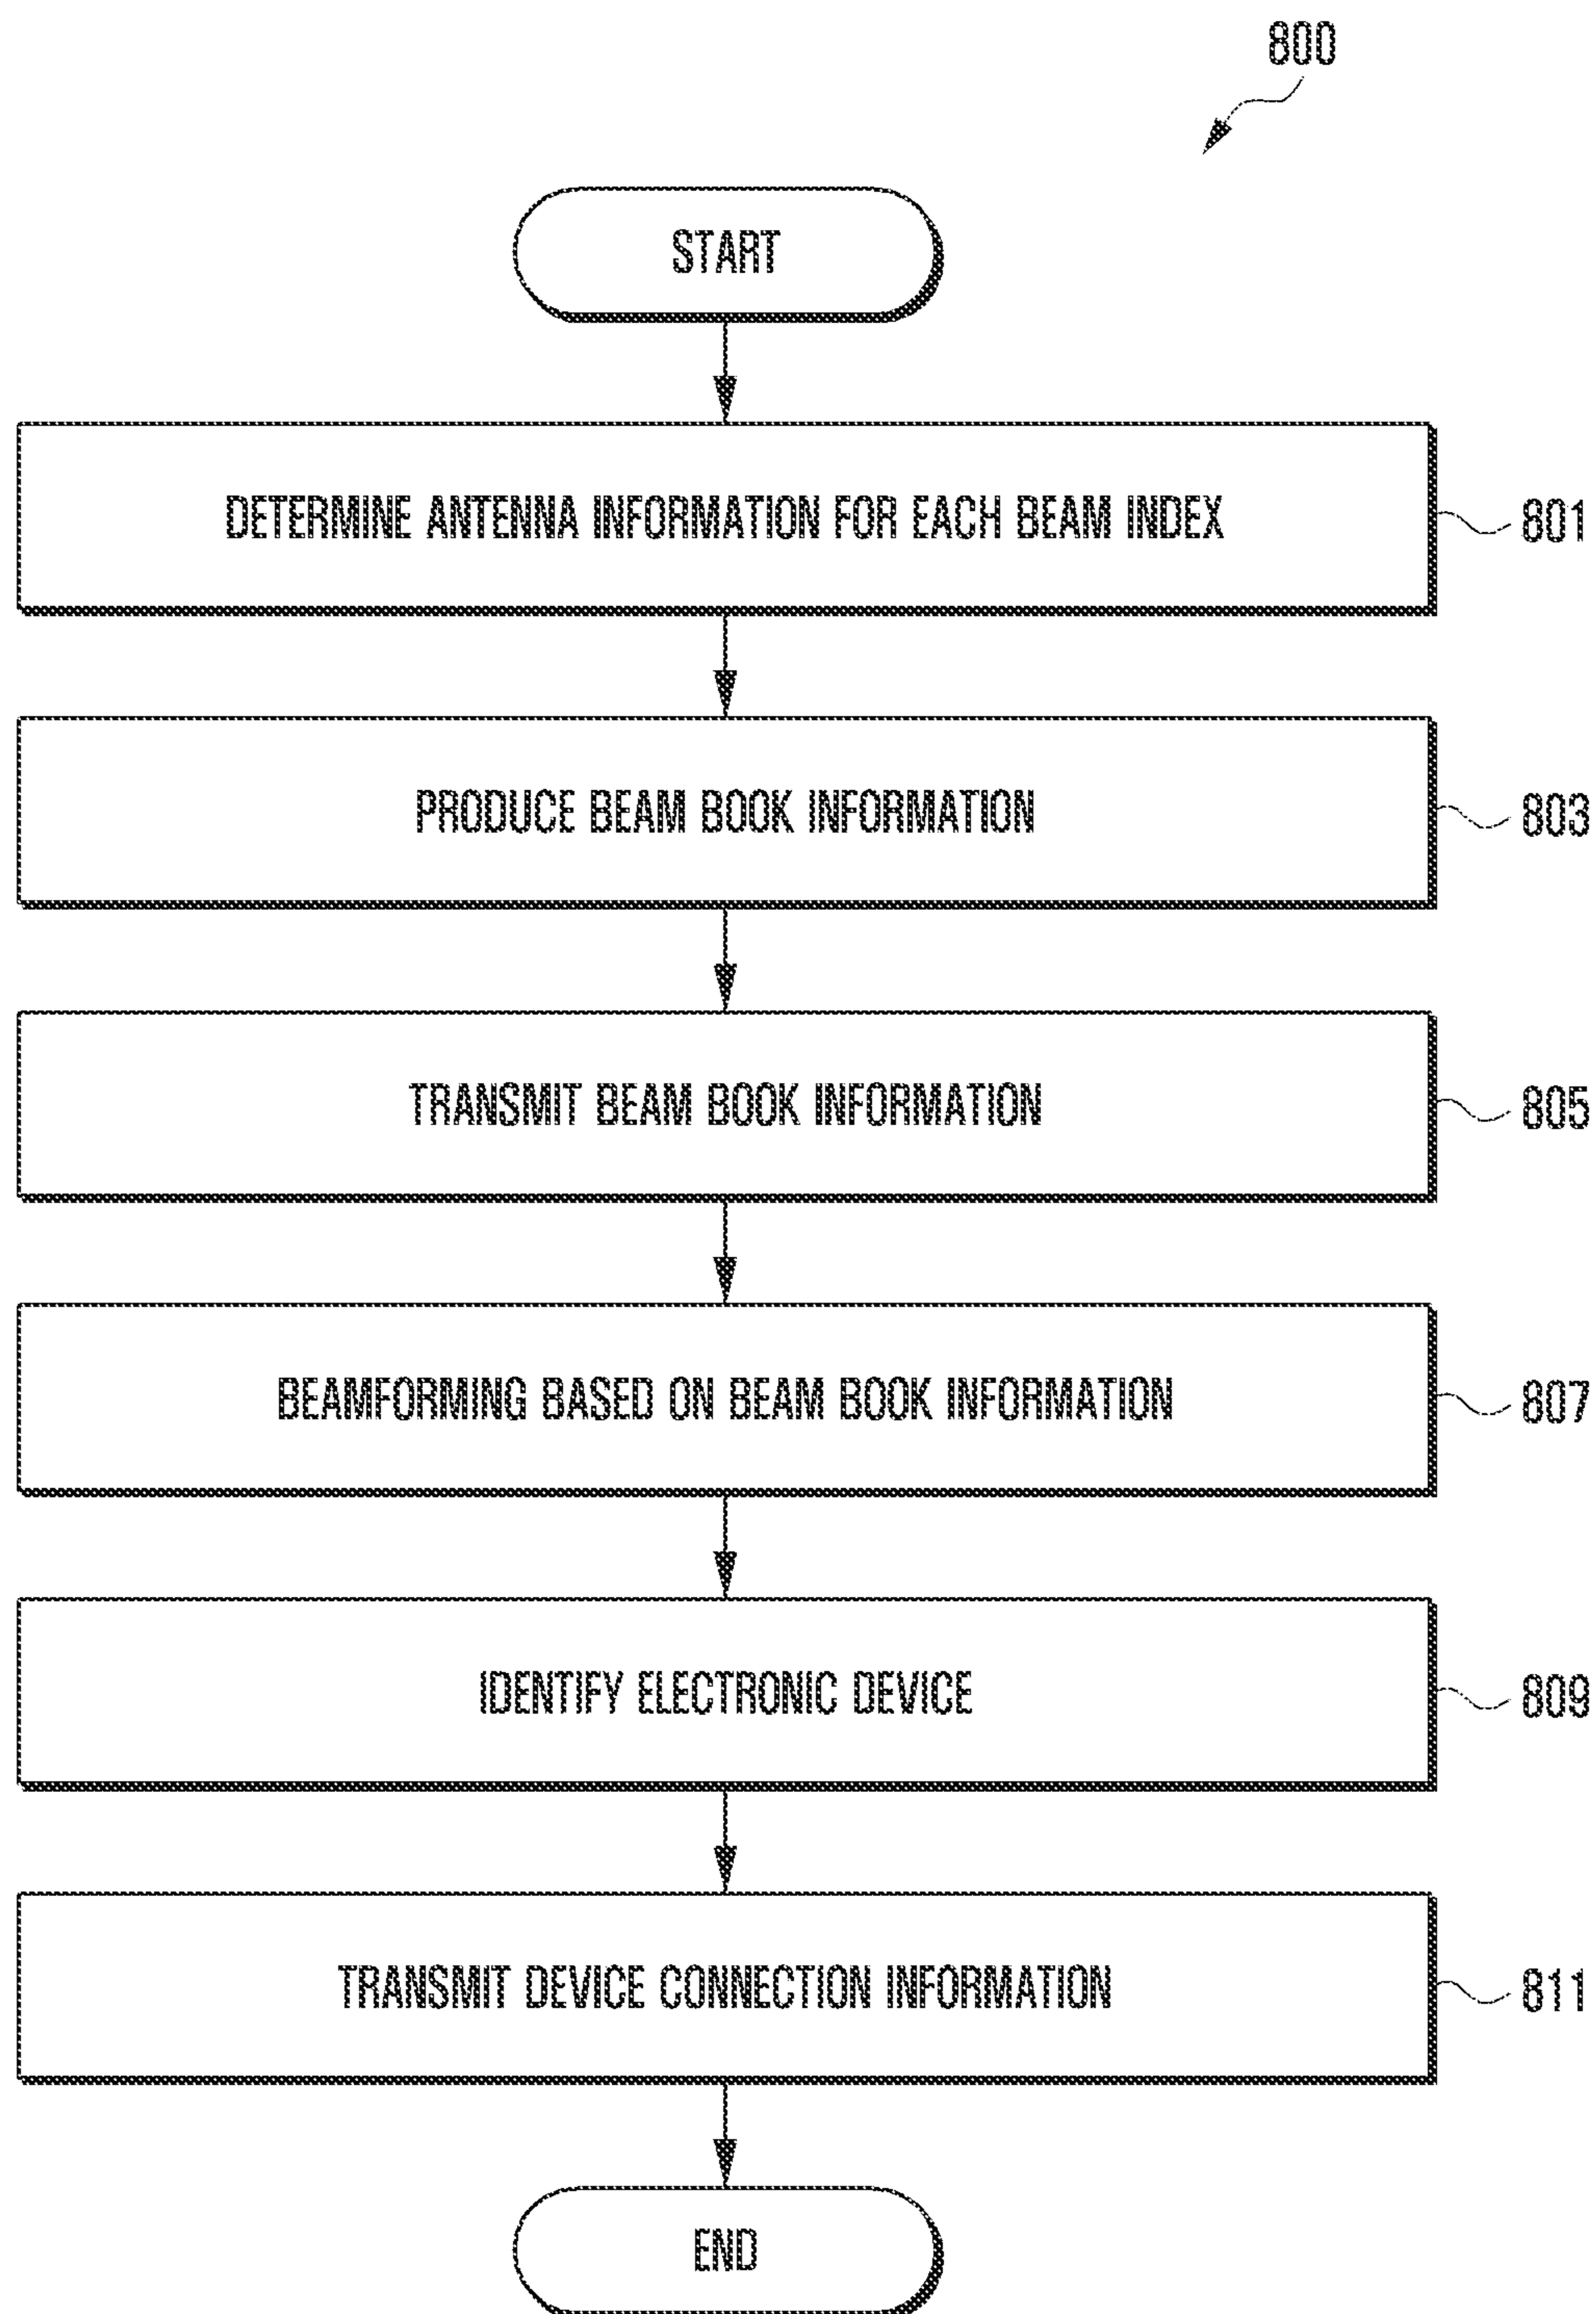 800
START
DETERMINE ANTENNA INFORMATION FOR EACH BEAM INDEX
801
PRODUCE BEAM BOOK INFORMATION
803
TRANSMIT BEAM BOOK INFORMATION
805
BEAMFORMING BASED ON BEAM BOOK INFORMATION
807
IDENTIFY ELECTRONIC DEVICE
809
TRANSMIT DEVICE CONNECTION INFORMATION
811
END